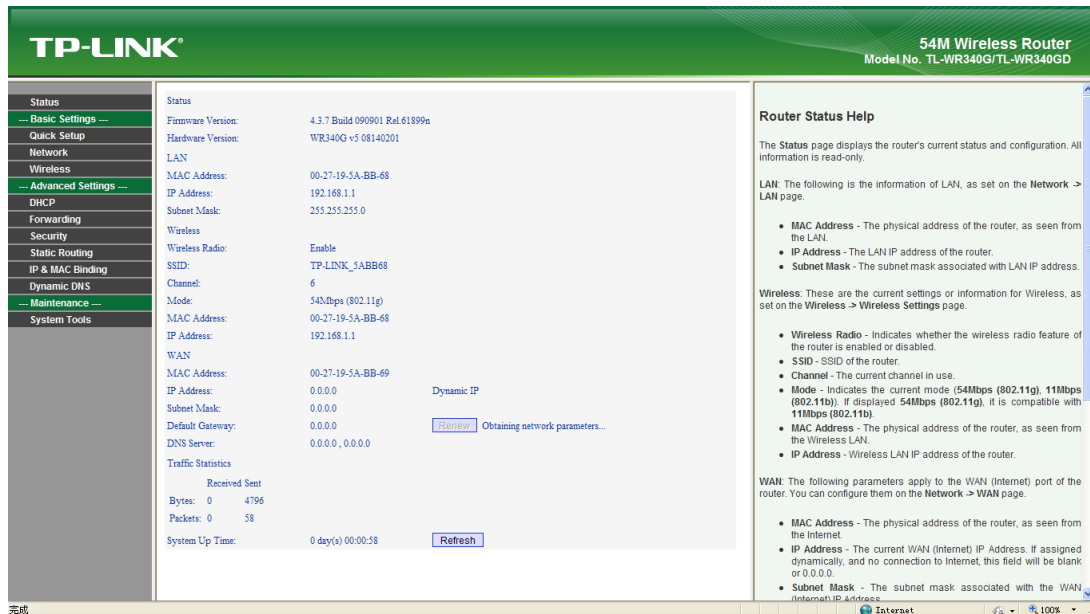 TP-LINK®
54M Wireless Router
Model No. TL-WR340G/TL-WR340GD
Status
--- Basic Settings ---
Quick Setup
Network
Wireless
--- Advanced Settings ---
DHCP
Forwarding
Security
Static Routing
IP & MAC Binding
Dynamic DNS
--- Maintenance ---
System Tools
Status
Firmware Version: 4.3.7 Build 090901 Rel.61899n
Hardware Version: WR340G v5 08140201
LAN
MAC Address: 00-27-19-5A-BB-68
IP Address: 192.168.1.1
Subnet Mask: 255.255.255.0
Wireless
Wireless Radio: Enable
SSID: TP-LINK_5ABB68
Channel: 6
Mode: 54Mbps (802.11g)
MAC Address: 00-27-19-5A-BB-68
IP Address: 192.168.1.1
WAN
MAC Address: 00-27-19-5A-BB-69
IP Address: 0.0.0.0 Dynamic IP
Subnet Mask: 0.0.0.0
Default Gateway: 0.0.0.0 Renew Obtaining network parameters...
DNS Server: 0.0.0.0 , 0.0.0.0
Traffic Statistics
Received Sent
Bytes: 0 4796
Packets: 0 58
System Up Time: 0 day(s) 00:00:58 Refresh
Router Status Help
The Status page displays the router's current status and configuration. All
information is read-only.
LAN: The following is the information of LAN, as set on the Network ->
LAN page.
• MAC Address - The physical address of the router, as seen from
the LAN.
• IP Address - The LAN IP address of the router.
• Subnet Mask - The subnet mask associated with LAN IP address.
Wireless: These are the current settings or information for Wireless, as
set on the Wireless -> Wireless Settings page.
• Wireless Radio - Indicates whether the wireless radio feature of
the router is enabled or disabled.
• SSID - SSID of the router.
• Channel - The current channel in use.
• Mode - Indicates the current mode (54Mbps (802.11g), 11Mbps
(802.11b)). If displayed 54Mbps (802.11g), it is compatible with
11Mbps (802.11b).
• MAC Address - The physical address of the router, as seen from
the Wireless LAN.
• IP Address - Wireless LAN IP address of the router.
WAN: The following parameters apply to the WAN (Internet) port of the
router. You can configure them on the Network -> WAN page.
• MAC Address - The physical address of the router, as seen from
the Internet.
• IP Address - The current WAN (Internet) IP Address. If assigned
dynamically, and no connection to Internet, this field will be blank
or 0.0.0.0.
• Subnet Mask - The subnet mask associated with the WAN
(Internet) IP Address
完成
Internet
100%